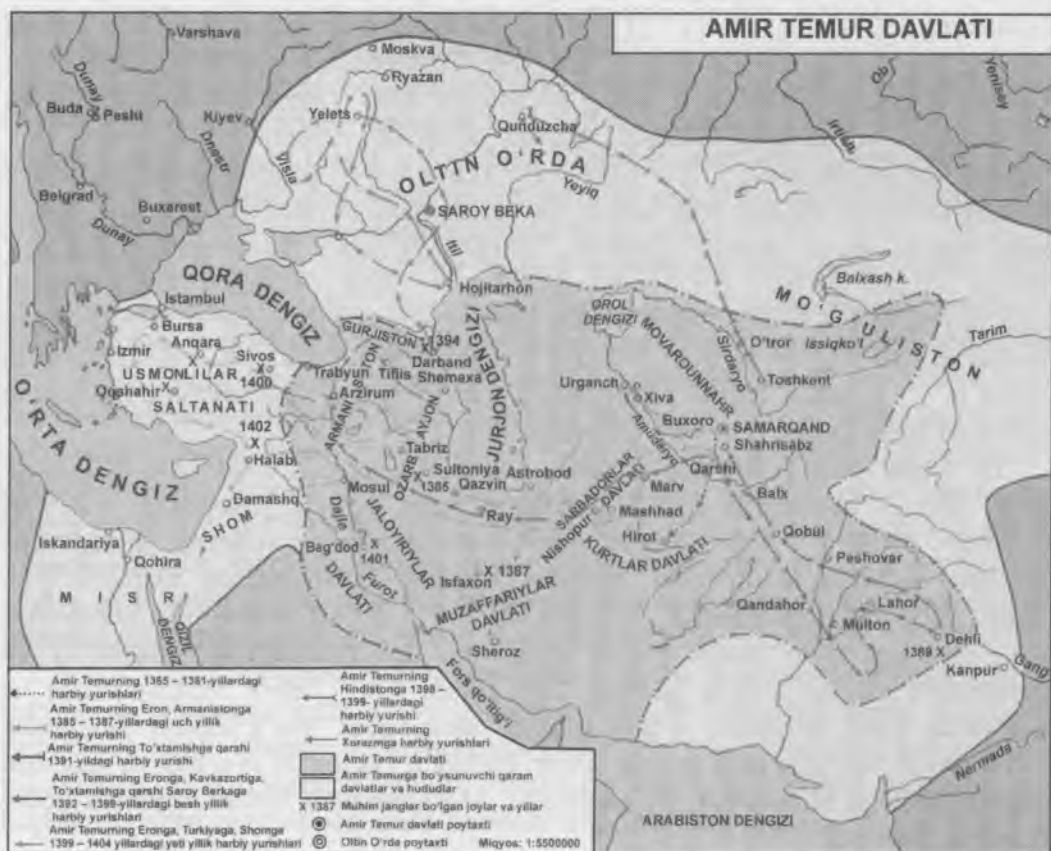 AMIR TEMUR DAVLATI
Varshava
Moskva
Ryazan
Dunay
Buda
Peslu
Kiyev
Dnestr
Yelets
Visla
Qunduzcha
Ob
Yenisey
Irtish
OLTIN O'RDA
Yeyiq
Belgrad
Buxarest
Dunay
SAROY BEKA
Itil
QORA DENGIZ
Hojitarhon
Balxash k.
MO'G'ULISTON
Tarim
Istambul
Bursa
Anqara
Izmir
USMONLILAR
SALTANATI
Qoshahir
Sivos
X
1400
1402
X
GURJISTON
1394
Darband
Trabyun
Tiflis
Shemaxa
Arzirum
ARMANISTON
OZARBAYJON
JURJON DENGIZI
OROL
DENGIZI
MOVAROUNNAHR
Sirdaryo
O'tror
Issiqko'l
Toshkent
Urganch
Xiva
Amudaryo
Buxoro
SAMARQAND
Shahrisabz
Qarshi
O'RTA DENGIZ
Halab
Damashq
SHOM
Tabriz
Sultoniya
1385
Qazvin
Astrobod
Mosul
Ray
SARBADORLAR
DAVLATI
Marv
Mashhad
Nishopur
Hirot
KURTLAR DAVLATI
Balx
Qobul
Peshovar
Iskandariya
Qohira
MISR
QIZIL
DENGIZ
Dajla
Bag'dod
X
1401
Furot
JALOYIRIYLAR
DAVLATI
Isfaxon
X 1387
MUZAFFARIYLAR
DAVLATI
Sheroz
Fors qo'ltig'i
Qandahor
Lahor
Multon
Dehli
1389 X
Kanpur
Gang
Nermada
ARABISTON DENGIZI
Amir Temurning 1365 – 1381-yillardagi
harbiy yurishlari
Amir Temurning Eron, Armanistonga
1385 – 1387-yillardagi uch yillik
harbiy yurishi
Amir Temurning To'xtamishga qarshi
1391-yildagi harbiy yurishi
Amir Temurning Eronga, Kavkazortiga,
To'xtamishga qarshi Saroy Berkaga
1392 – 1399-yillerdagi besh yillik
harbiy yurishlari
Amir Temurning Eronga, Turkiyaga, Shomga
1399 – 1404 yillardagi yeti yillik harbiy yurishlari
Amir Temurning
Hindistonga 1398 –
1399- yillardagi
harbiy yurishi
Amir Temurning
Xorazmga harbiy yurishlari
Amir Temur davlati
Amir Temurga bo'ysunuvchi qaram
davlatlar va hududlar
X 1387 Muhim janglar bo'lgan joylar va yillar
Amir Temur davlati poytaxti
Oltin O'rda poytaxti Miqyos: 1:5500000